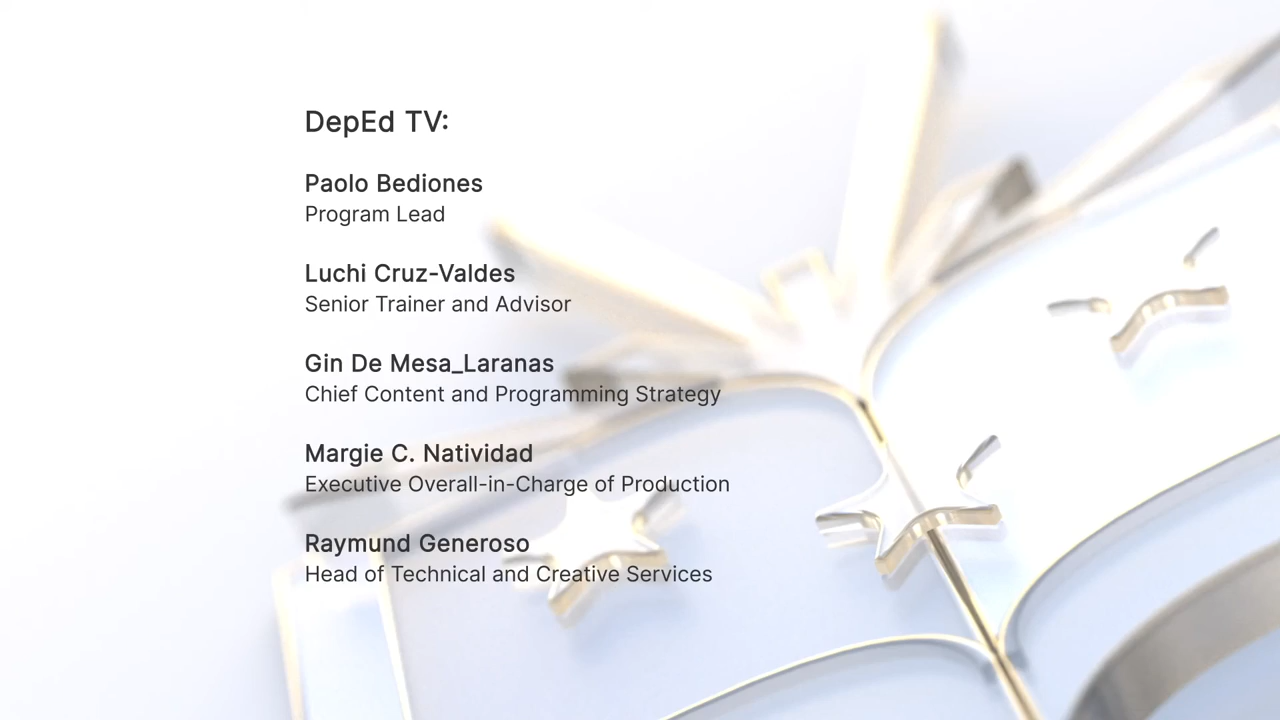 DepEd TV:
Paolo Bediones
Program Lead
Luchi Cruz-Valdes
Senior Trainer and Advisor
Gin De Mesa_Laranas
Chief Content and Programming Strategy
Margie C. Natividad
Executive Overall-in-Charge of Production
Raymund Generoso
Head of Technical and Creative Services